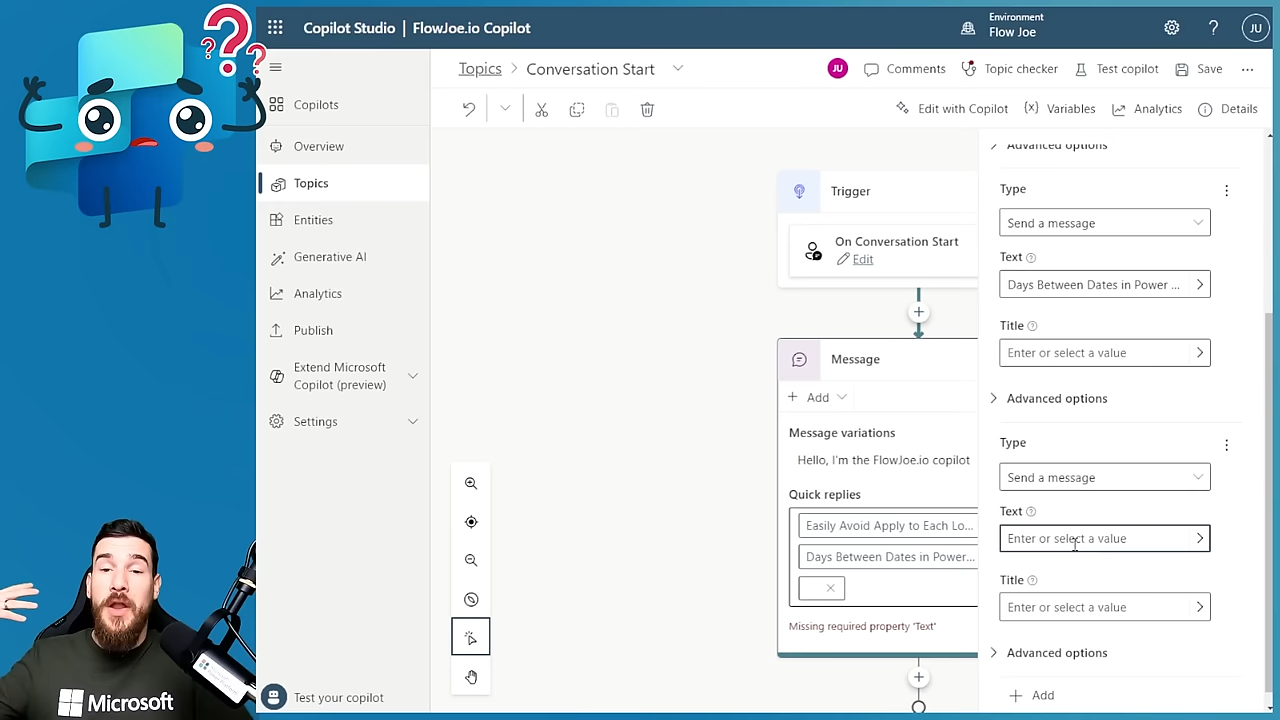 ???
Copilot Studio | FlowJoe.io Copilot
Environment
Flow Joe
?
JU
Topics > Conversation Start
JU
Comments
Topic checker
Test copilot
Save
...
Edit with Copilot
{x} Variables
Analytics
Details
Copilots
Overview
Topics
Entities
Generative AI
Analytics
Publish
Extend Microsoft
Copilot (preview)
Settings
Test your copilot
Trigger
On Conversation Start
Edit
Message
+ Add
Message variations
Hello, I'm the FlowJoe.io copilot
Quick replies
Easily Avoid Apply to Each Lo...
Days Between Dates in Power...
Missing required property 'Text'
Advanced options
Type
Send a message
Text
Days Between Dates in Power ...
Title
Enter or select a value
Advanced options
Type
Send a message
Text
Enter or select a value
Title
Enter or select a value
Advanced options
+ Add
Microsoft